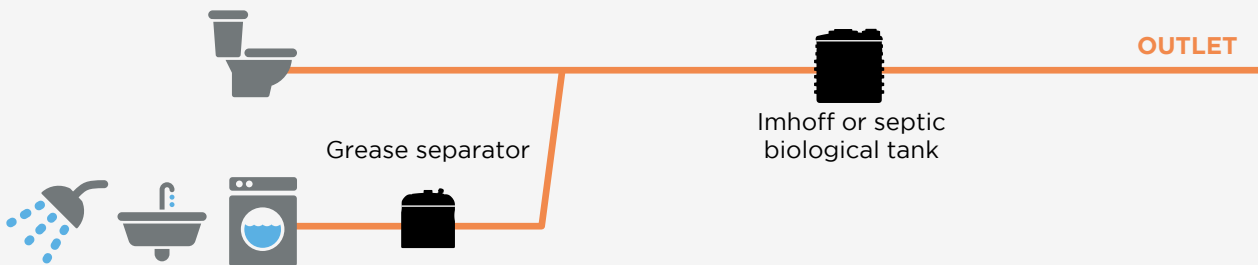 OUTLET
Imhoff or septic
biological tank
Grease separator